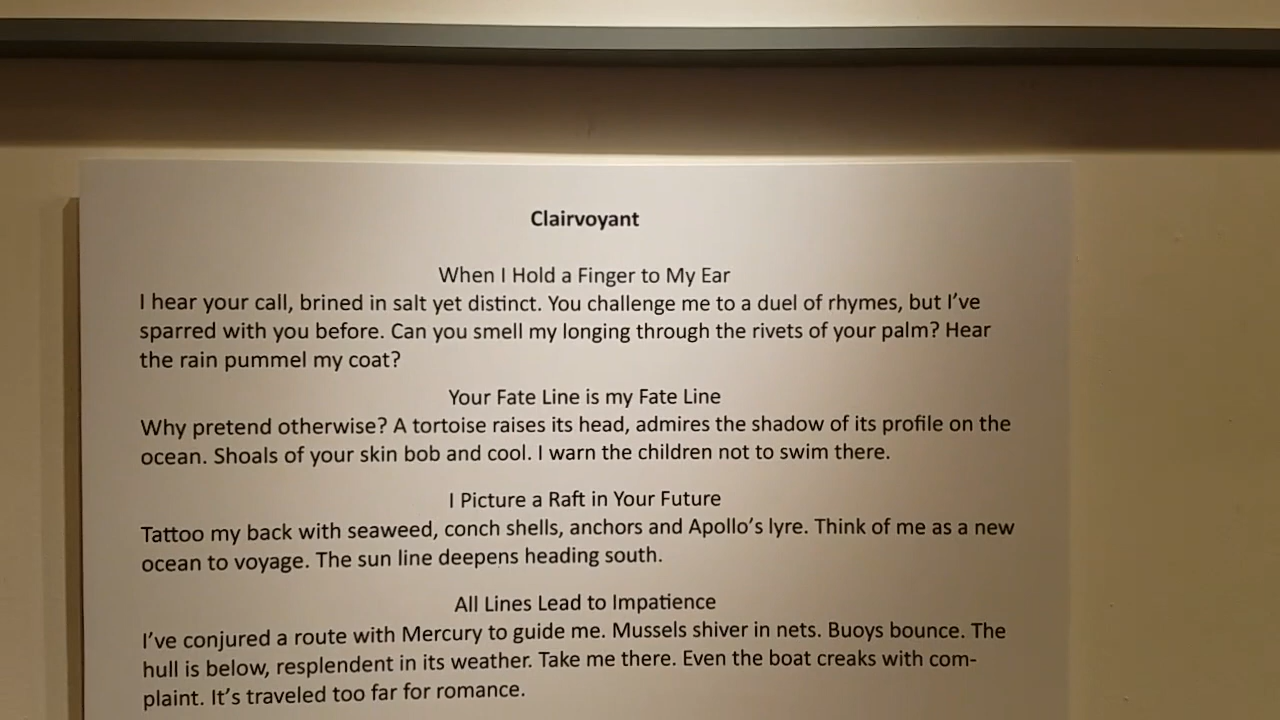 Clairvoyant
When I Hold a Finger to My Ear
I hear your call, brined in salt yet distinct. You challenge me to a duel of rhymes, but I’ve
sparred with you before. Can you smell my longing through the rivets of your palm? Hear
the rain pummel my coat?
Your Fate Line is my Fate Line
Why pretend otherwise? A tortoise raises its head, admires the shadow of its profile on the
ocean. Shoals of your skin bob and cool. I warn the children not to swim there.
I Picture a Raft in Your Future
Tattoo my back with seaweed, conch shells, anchors and Apollo’s lyre. Think of me as a new
ocean to voyage. The sun line deepens heading south.
All Lines Lead to Impatience
I’ve conjured a route with Mercury to guide me. Mussels shiver in nets. Buoys bounce. The
hull is below, resplendent in its weather. Take me there. Even the boat creaks with com-
plaint. It’s traveled too far for romance.